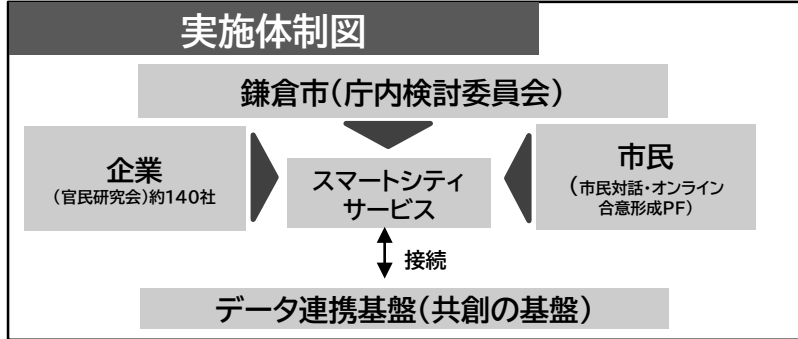 実施体制図
鎌倉市(庁内検討委員会)
企業
(官民研究会)約140社
スマートシティ
サービス
市民
(市民対話・オンライン
合意形成PF)
接続
データ連携基盤(共創の基盤)